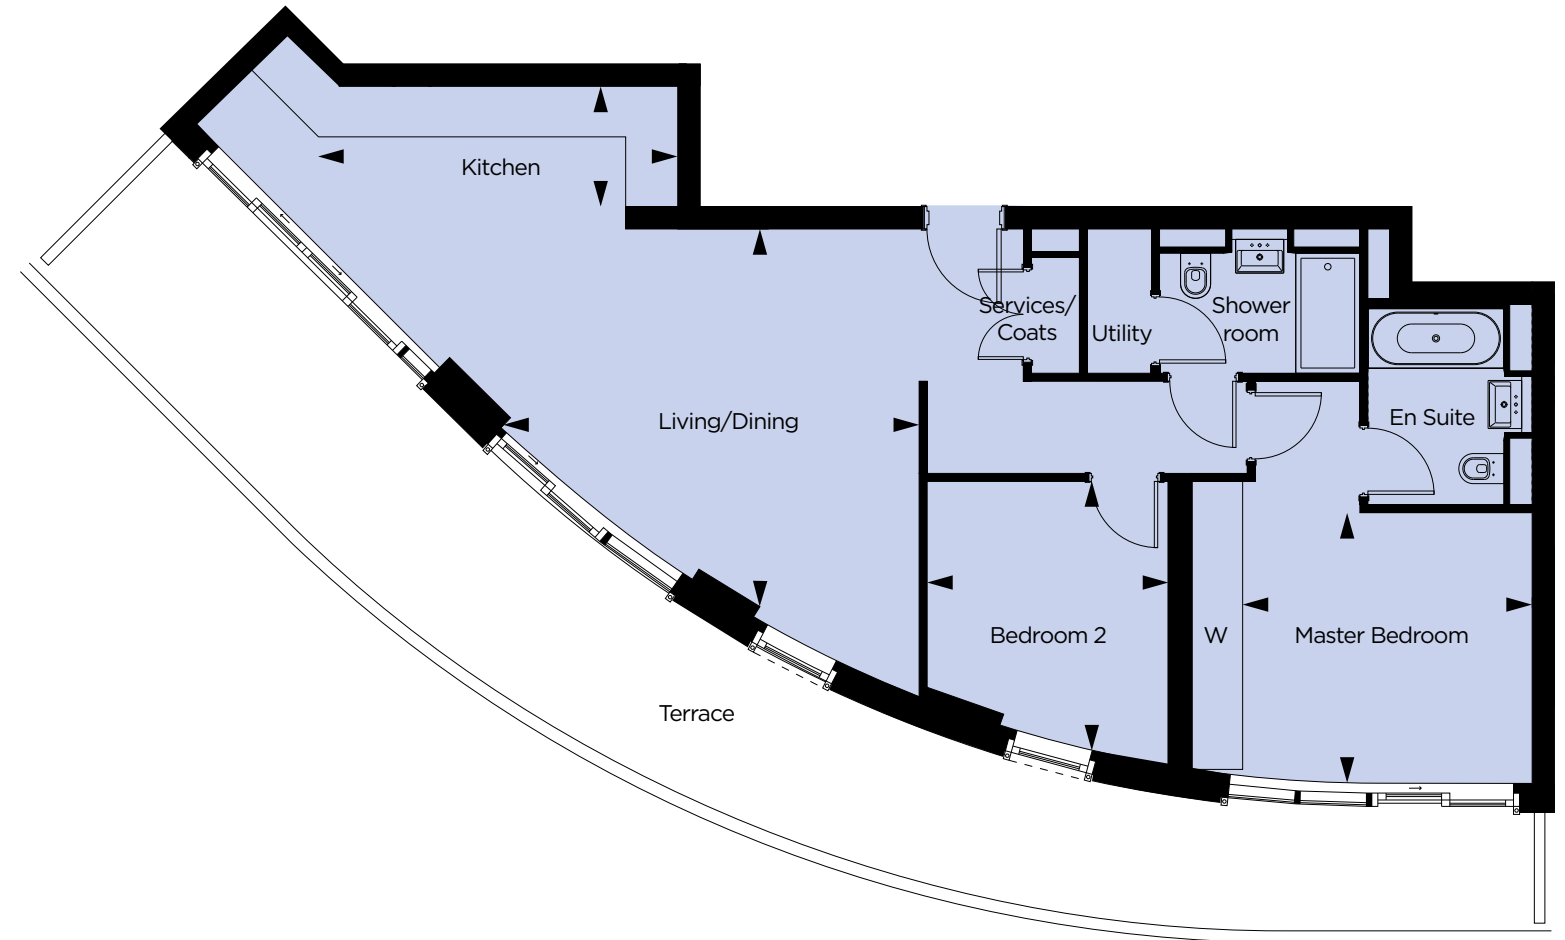 Kitchen
Services/
Coats
Utility
Shower
room
Living/Dining
En Suite
Bedroom 2
W
Master Bedroom
Terrace